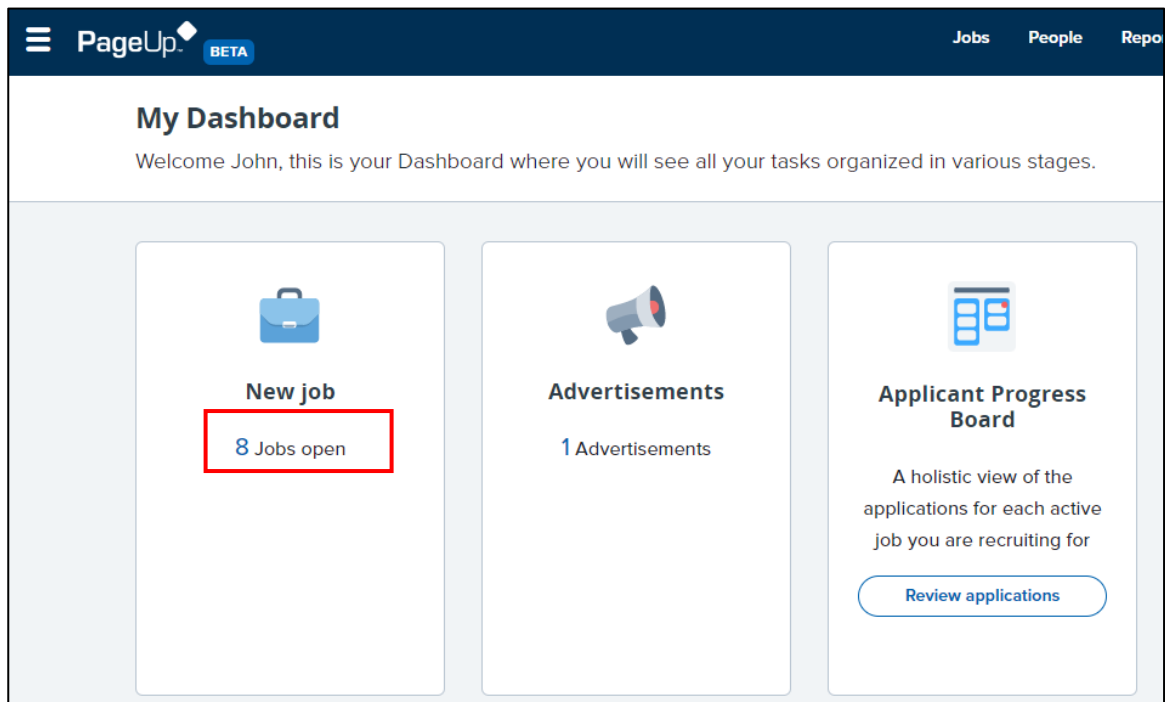 PageUp™ BETA Jobs People Repo
My Dashboard
Welcome John, this is your Dashboard where you will see all your tasks organized in various stages.
New job
8 Jobs open
Advertisements
1 Advertisements
Applicant Progress
Board
A holistic view of the
applications for each active
job you are recruiting for
Review applications